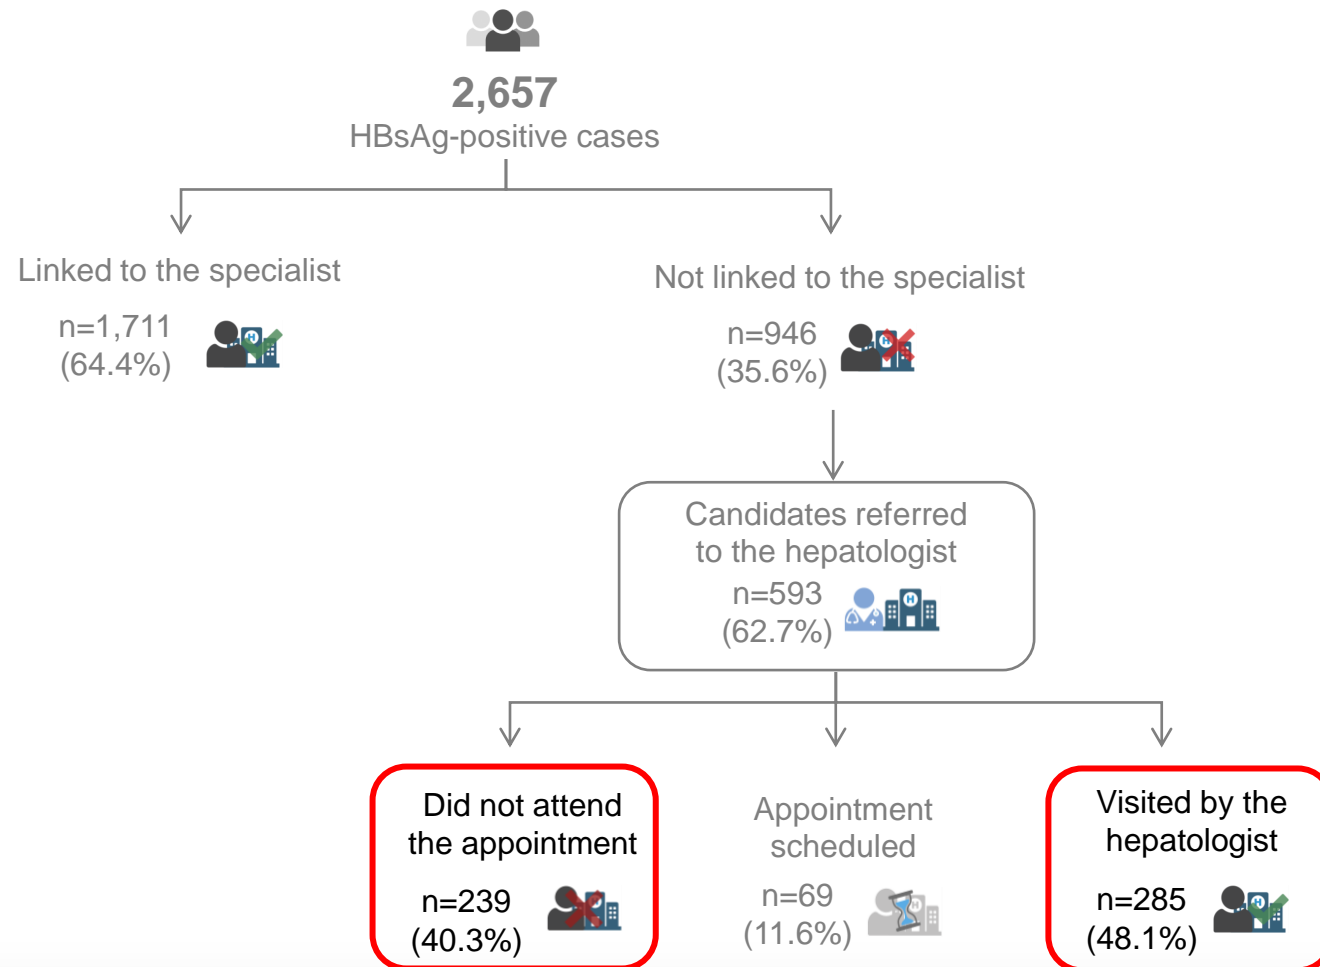 2,657
HBsAg-positive cases
Linked to the specialist
n=1,711
(64.4%)
Not linked to the specialist
n=946
(35.6%)
Candidates referred
to the hepatologist
n=593
(62.7%)
Did not attend
the appointment
n=239
(40.3%)
Appointment
scheduled
n=69
(11.6%)
Visited by the
hepatologist
n=285
(48.1%)